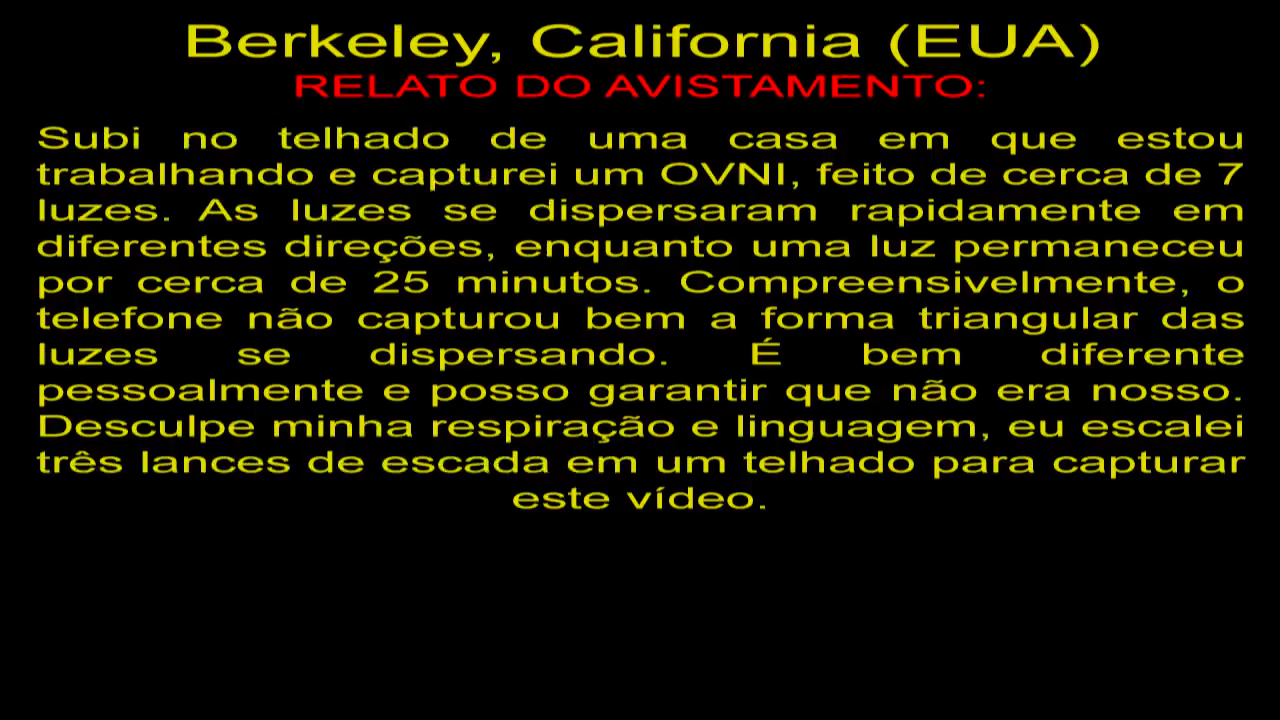 Berkeley, California (EUA)
RELATO DO AVISTAMENTO:
Subi no telhado de uma casa em que estou
trabalhando e capturei um OVNI, feito de cerca de 7
luzes. As luzes se dispersaram rapidamente em
diferentes direções, enquanto uma luz permaneceu
por cerca de 25 minutos. Compreensivelmente, o
telefone não capturou bem a forma triangular das
luzes se dispersando. É bem diferente
pessoalmente e posso garantir que não era nosso.
Desculpe minha respiração e linguagem, eu escalei
três lances de escada em um telhado para capturar
este vídeo.